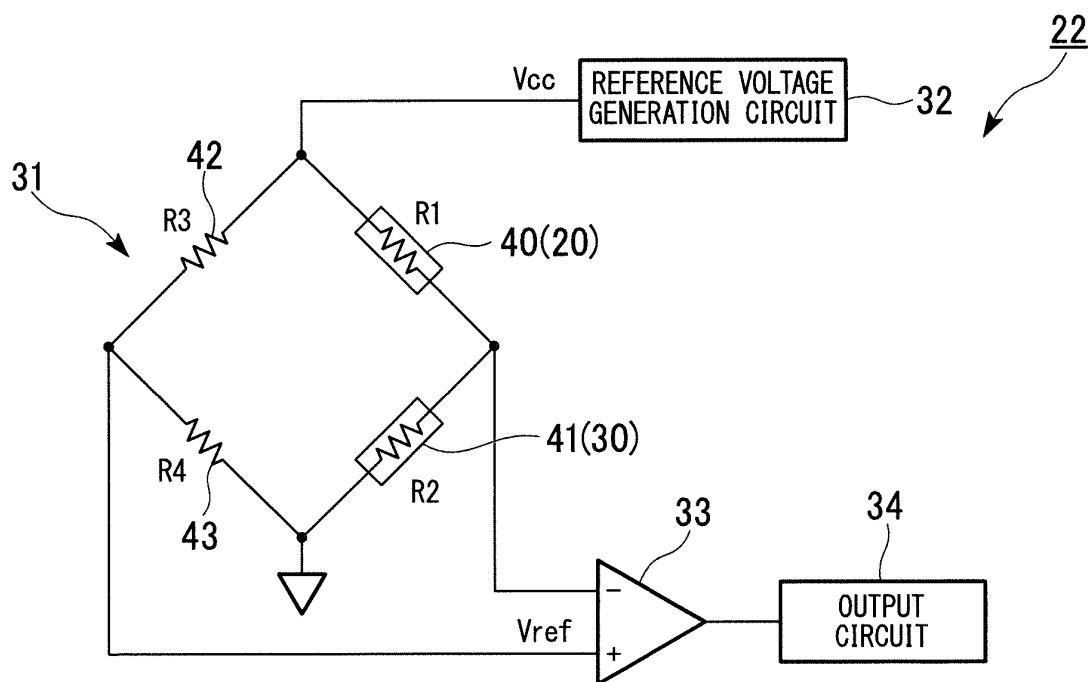 22
Vcc
REFERENCE VOLTAGE
GENERATION CIRCUIT
32
42
31
R3
R1
40(20)
R4
R2
41(30)
43
33
34
−
OUTPUT
CIRCUIT
Vref
+